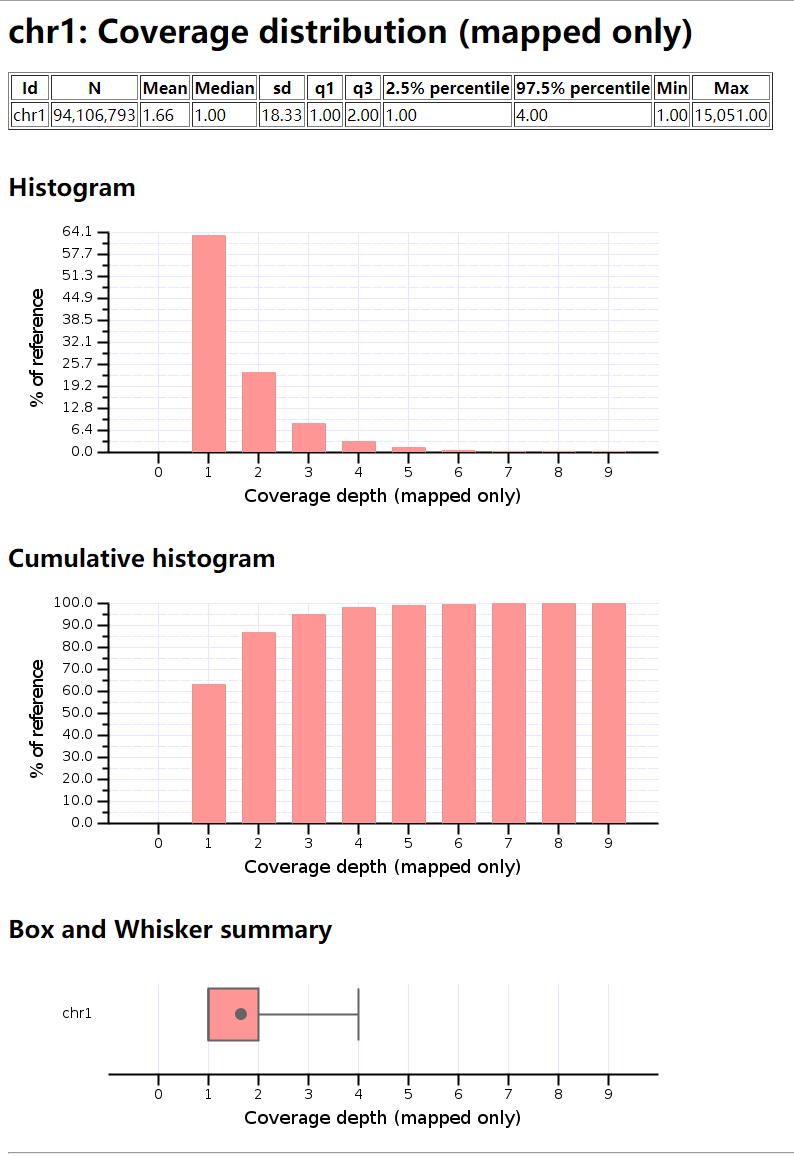 chr1: Coverage distribution (mapped only)
Id N Mean Median sd q1 q3 2.5% percentile 97.5% percentile Min Max
chr1 94,106,793 1.66 1.00 18.33 1.00 2.00 1.00 4.00 1.00 15,051.00
Histogram
% of reference
64.1
57.7
51.3
44.9
38.5
32.1
25.7
19.2
12.8
6.4
0.0
0 1 2 3 4 5 6 7 8 9
Coverage depth (mapped only)
Cumulative histogram
% of reference
100.0
90.0
80.0
70.0
60.0
50.0
40.0
30.0
20.0
10.0
0.0
0 1 2 3 4 5 6 7 8 9
Coverage depth (mapped only)
Box and Whisker summary
chr1
0 1 2 3 4 5 6 7 8 9
Coverage depth (mapped only)